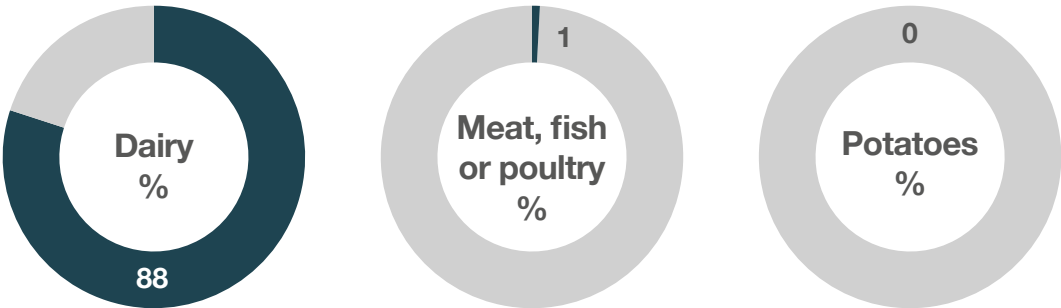 Dairy
%
88
1
Meat, fish
or poultry
%
0
Potatoes
%